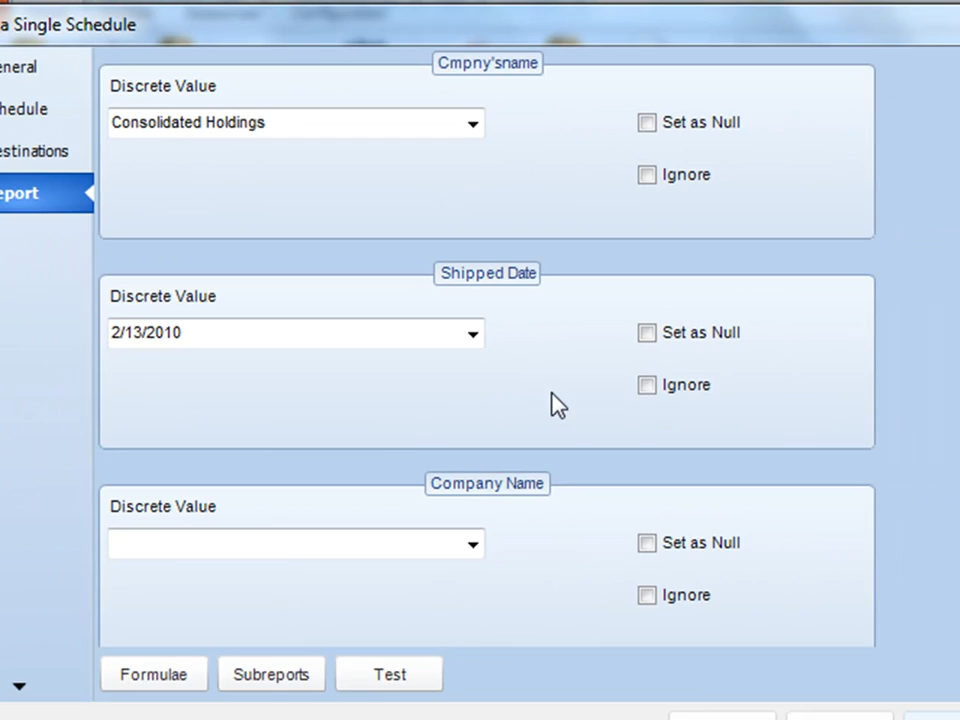 a Single Schedule
eneral
hedule
estinations
eport
Cmpny'sname
Discrete Value
Consolidated Holdings
Set as Null
Ignore
Shipped Date
Discrete Value
2/13/2010
Set as Null
Ignore
Company Name
Discrete Value
Set as Null
Ignore
Formulae
Subreports
Test